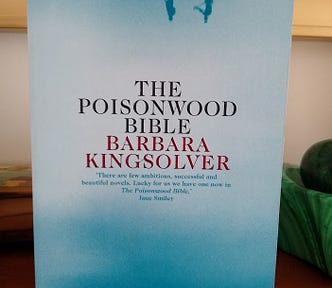 THE
POISONWOOD
BIBLE
BARBARA
KINGSOLVER
'There are few ambitious, successful and
beautiful novels. Lucky for us we have one now in
The Poisonwood Bible.'
Jane Smiley